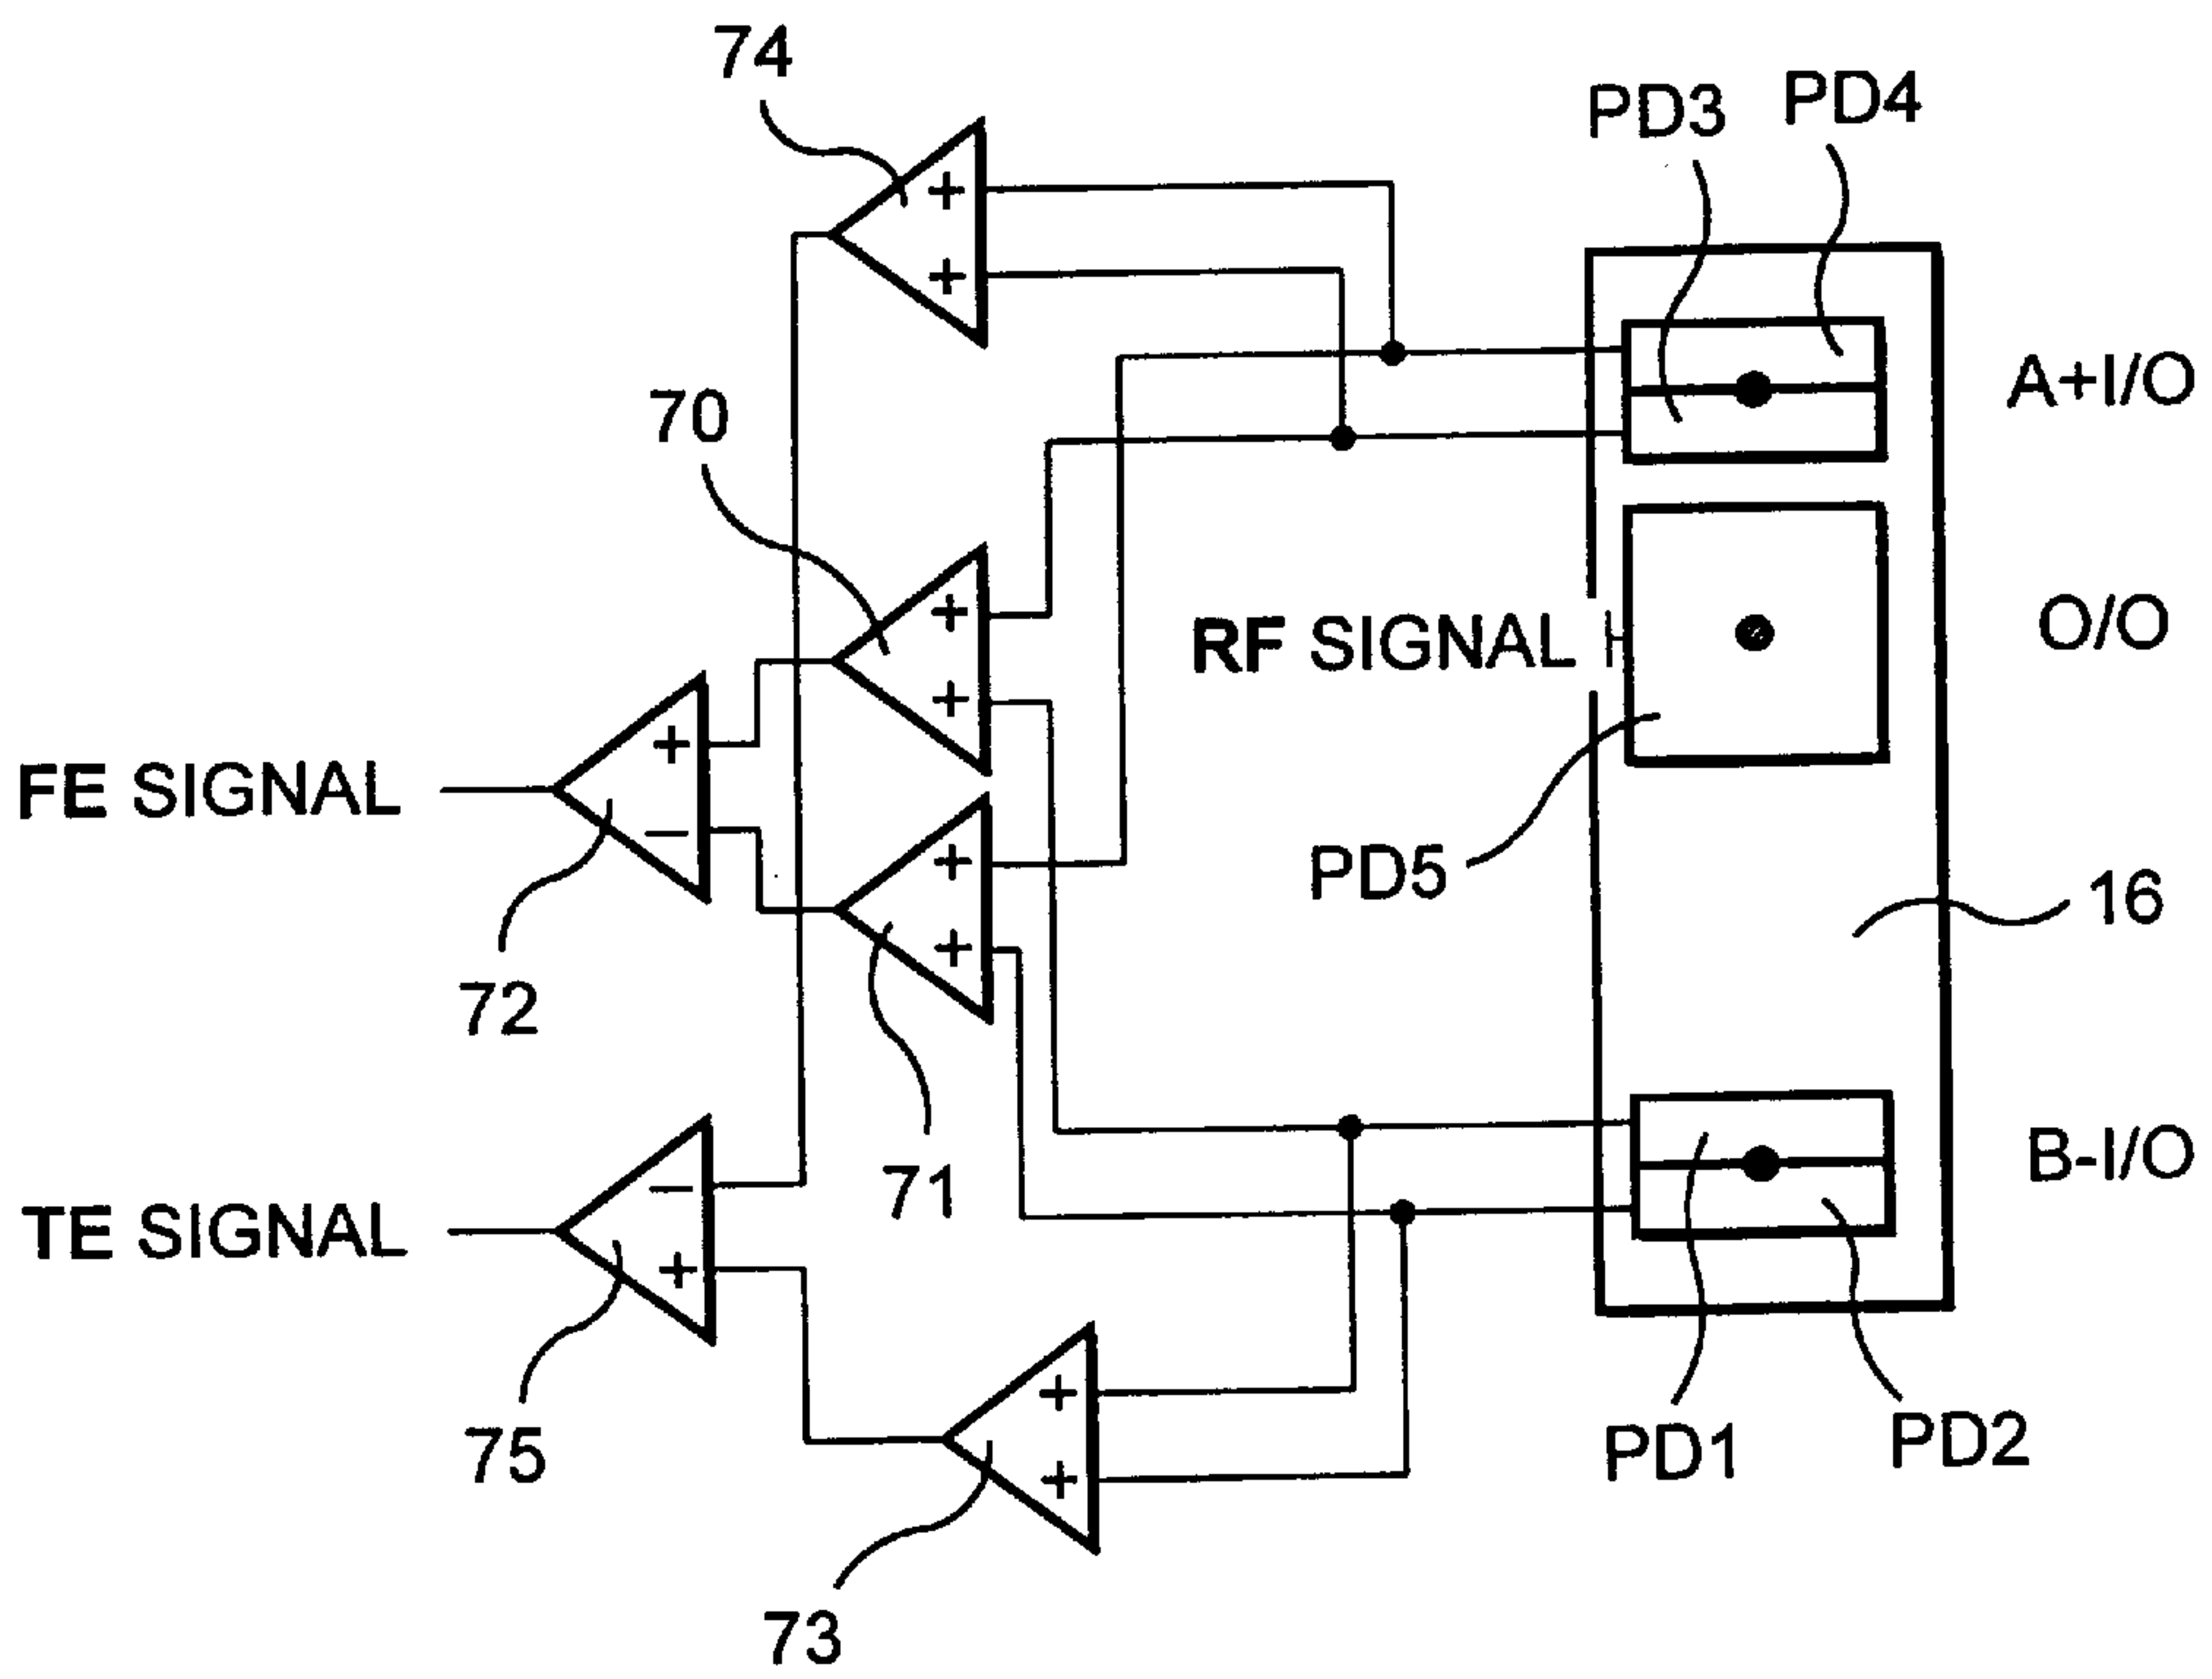 74
PD3
PD4
A+I/O
70
RF SIGNAL
O/O
FE SIGNAL
PD5
16
72
71
B-I/O
TE SIGNAL
75
PD1
PD2
73
+
+
+
+
+
−
+
+
−
+
+
+